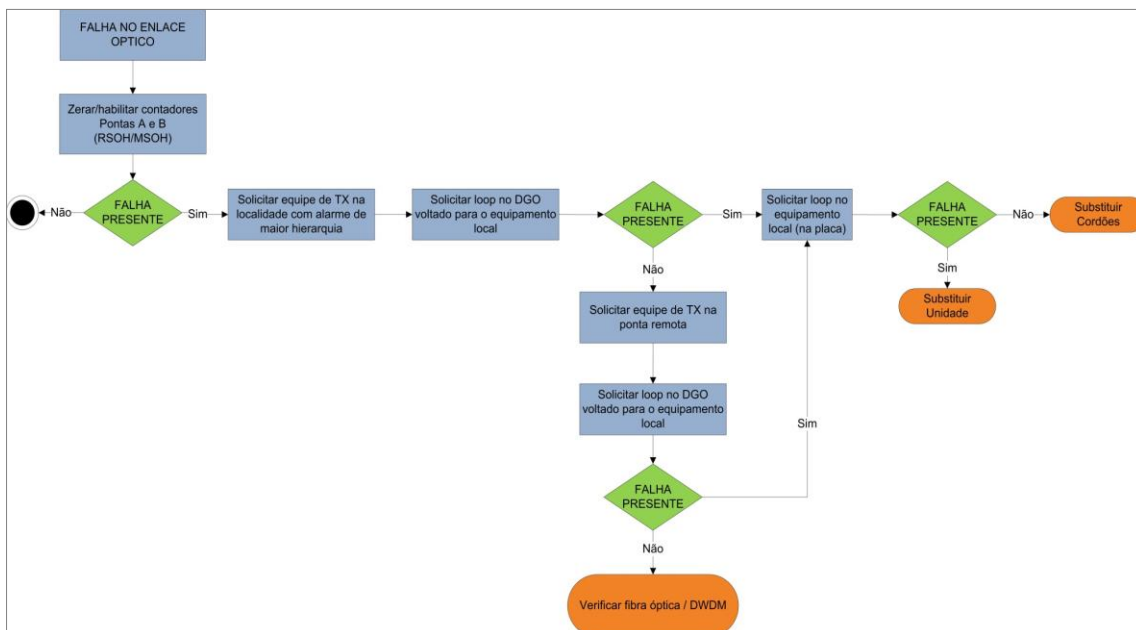 FALHA NO ENLACE
OPTICO
Zerar/habilitar contadores
Pontas A e B
(RSOH/MSOH)
Não
FALHA
PRESENTE
Sim
Solicitar equipe de TX na
localidade com alarme de
maior hierarquia
Solicitar loop no DGO
voltado para o equipamento
local
FALHA
PRESENTE
Sim
Solicitar loop no
equipamento
local (na placa)
FALHA
PRESENTE
Não
Substituir
Cordões
Sim
Substituir
Unidade
Não
Solicitar equipe de TX na
ponta remota
Solicitar loop no DGO
voltado para o equipamento
local
Sim
FALHA
PRESENTE
Não
Verificar fibra óptica / DWDM